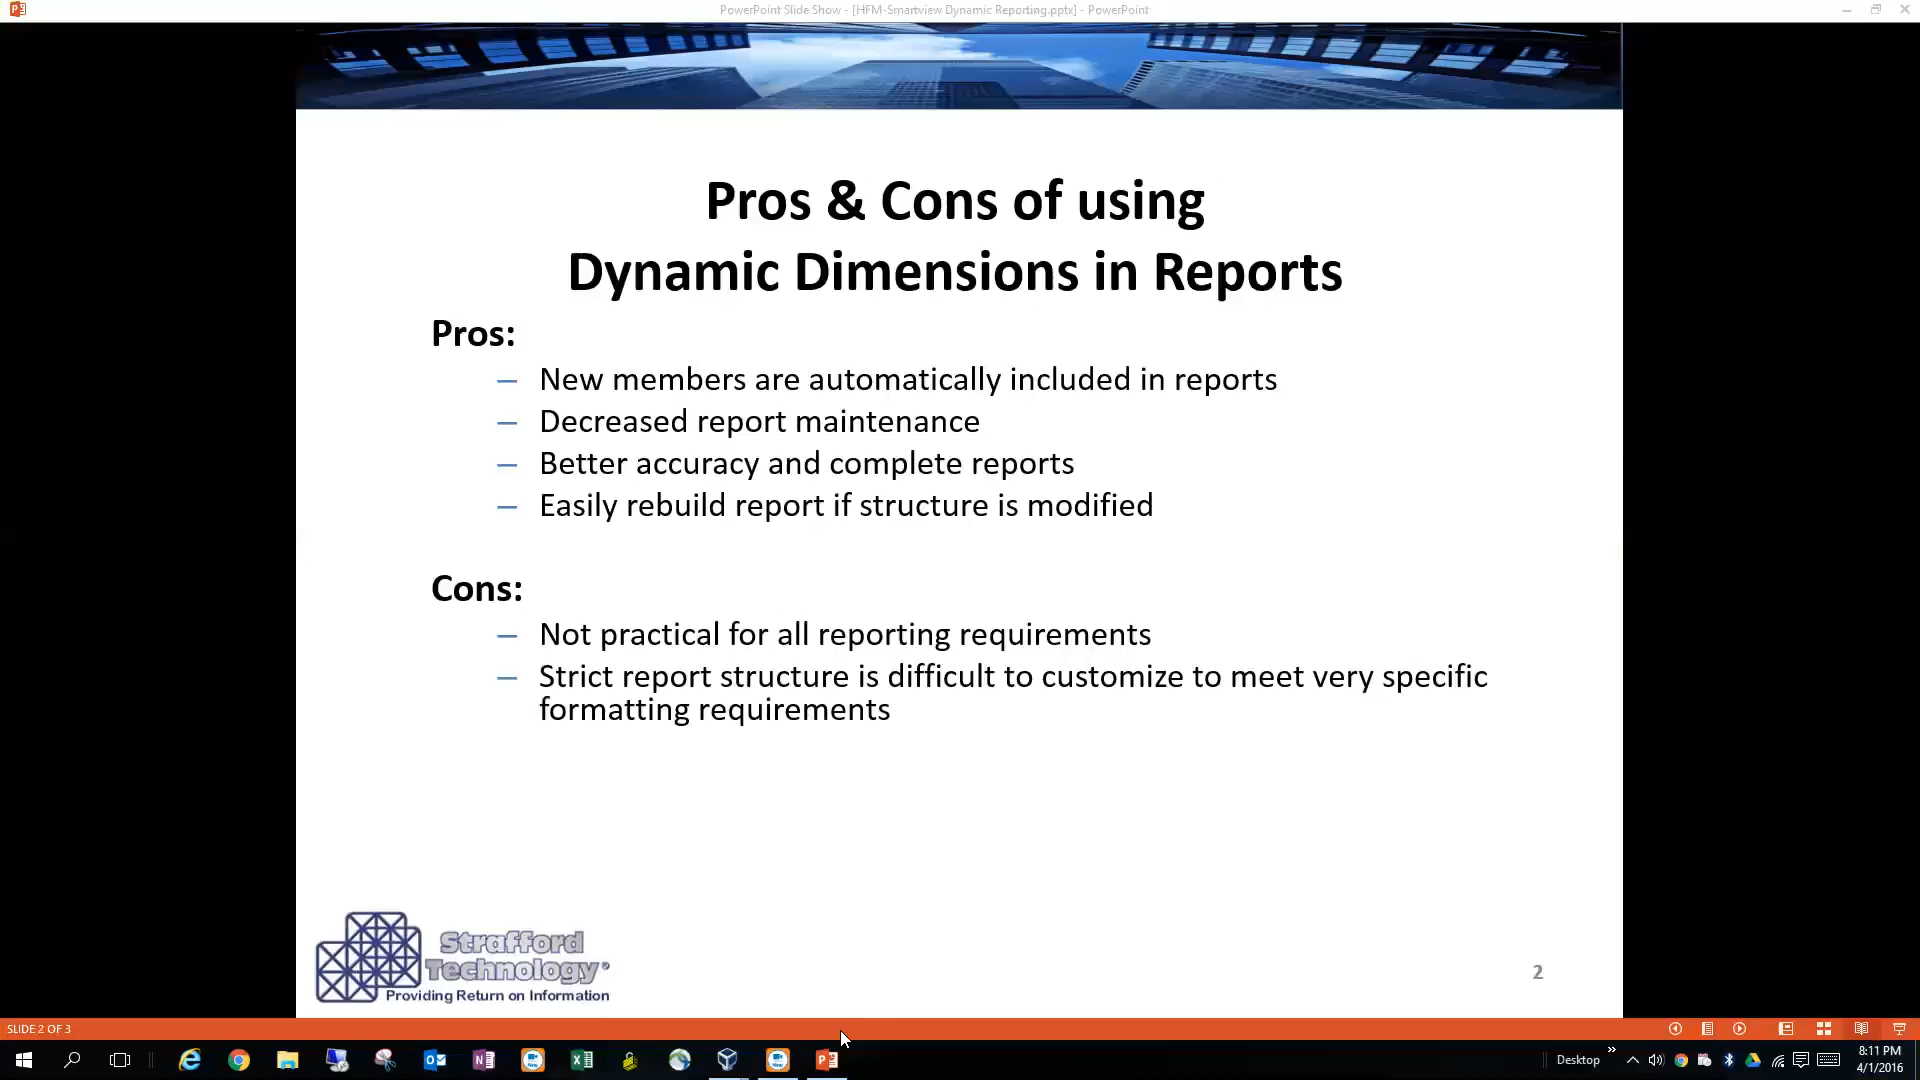 PowerPoint Slide Show - [HFM-Smartview Dynamic Reporting.pptx] - PowerPoint
Pros & Cons of using
Dynamic Dimensions in Reports
Pros:
– New members are automatically included in reports
– Decreased report maintenance
– Better accuracy and complete reports
– Easily rebuild report if structure is modified
Cons:
– Not practical for all reporting requirements
– Strict report structure is difficult to customize to meet very specific
formatting requirements
Strafford
Technology®
Providing Return on Information
2
SLIDE 2 OF 3
Desktop
8:11 PM
4/1/2016